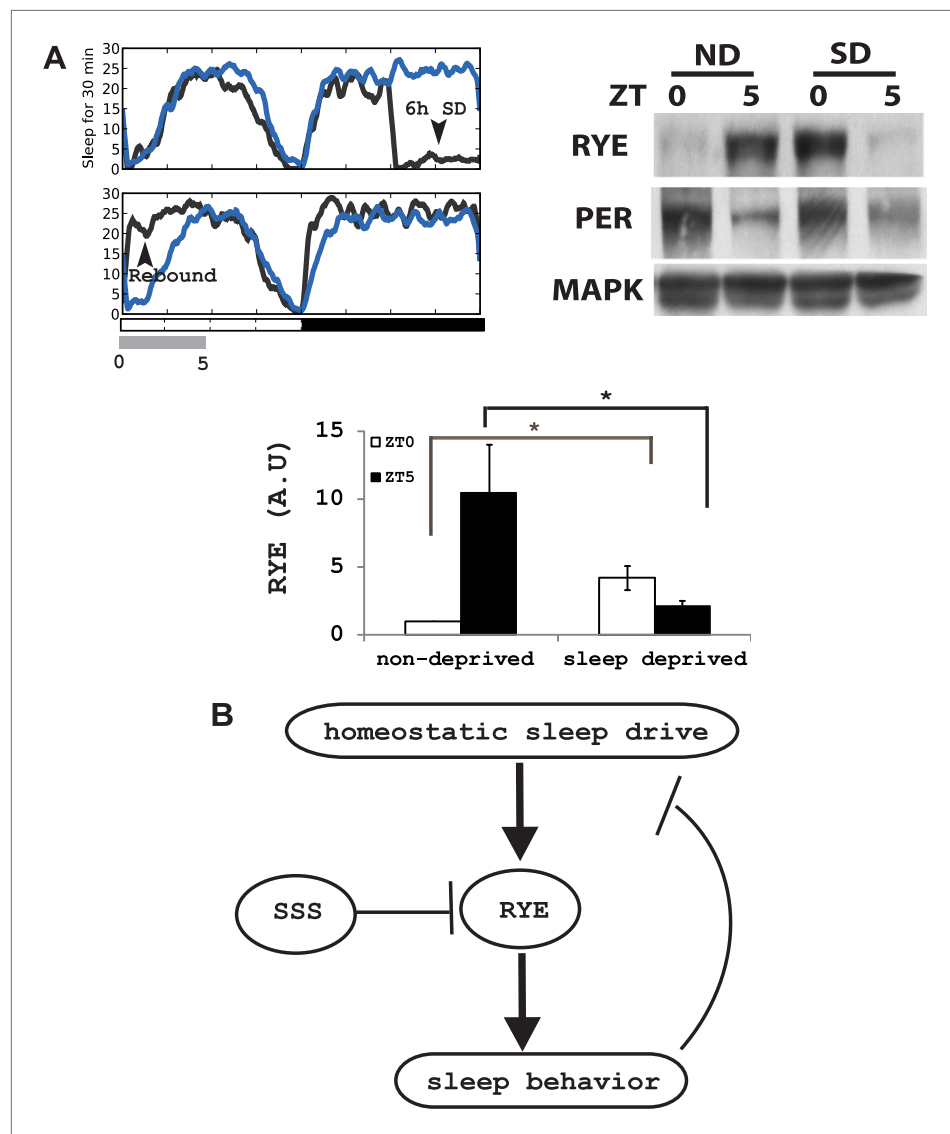 A
Sleep for 30 min
30
25
20
15
10
5
0
6h SD
30
25
20
15
10
5
0
Rebound
0 5
ND SD
ZT 0 5 0 5
RYE
PER
MAPK
RYE (A.U)
15
10
5
0
ZT0
ZT5
*
*
non-deprived sleep deprived
B
homeostatic sleep drive
SSS
RYE
sleep behavior